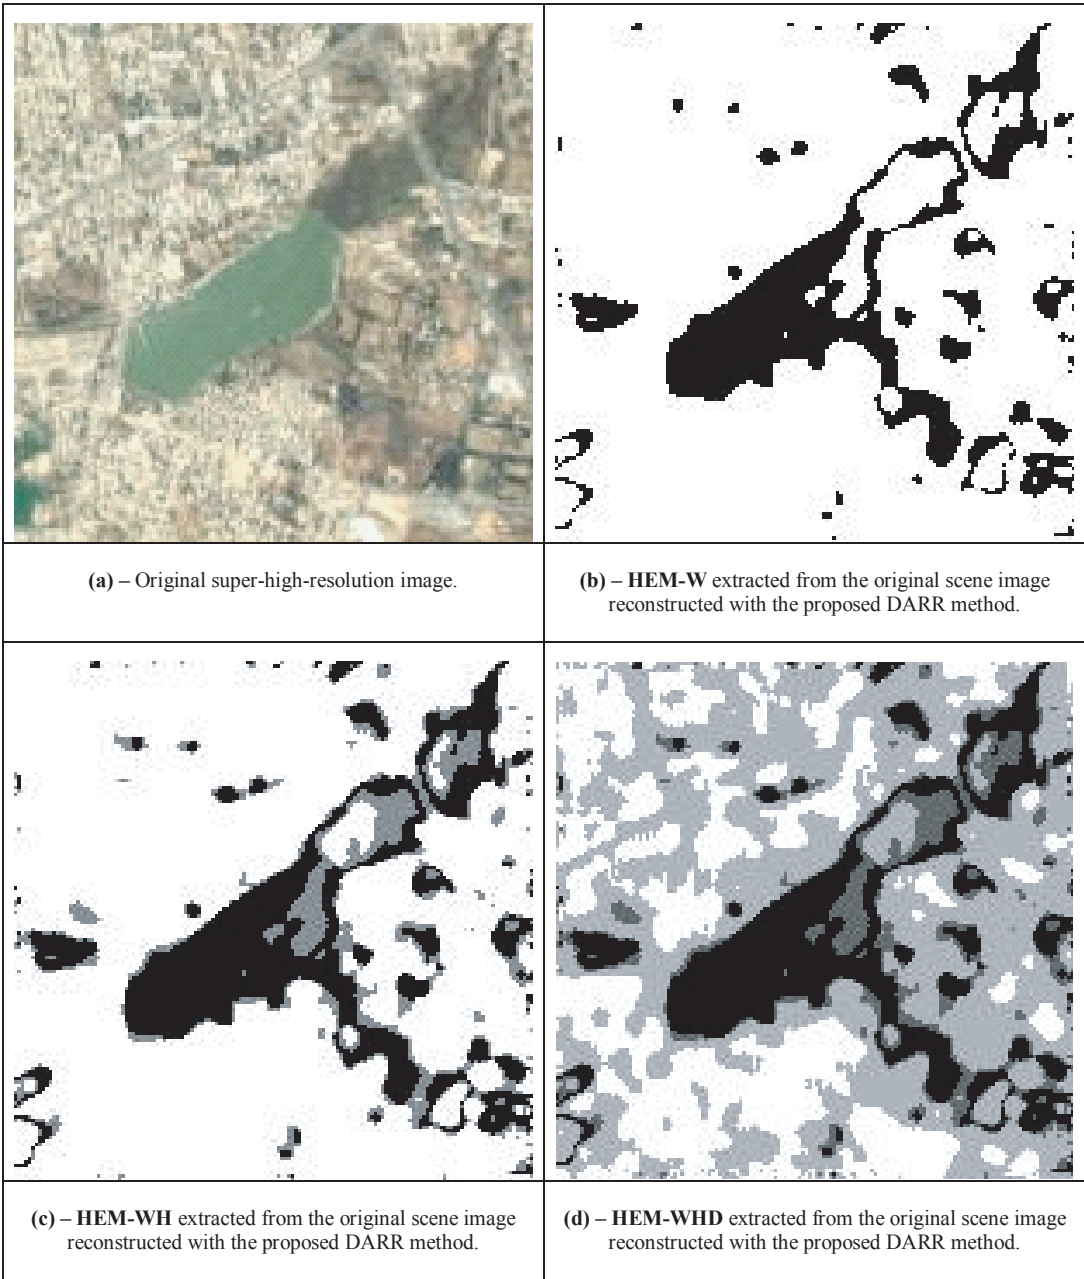 (a) – Original super-high-resolution image.
(b) – HEM-W extracted from the original scene image
reconstructed with the proposed DARR method.
(c) – HEM-WH extracted from the original scene image
reconstructed with the proposed DARR method.
(d) – HEM-WHD extracted from the original scene image
reconstructed with the proposed DARR method.